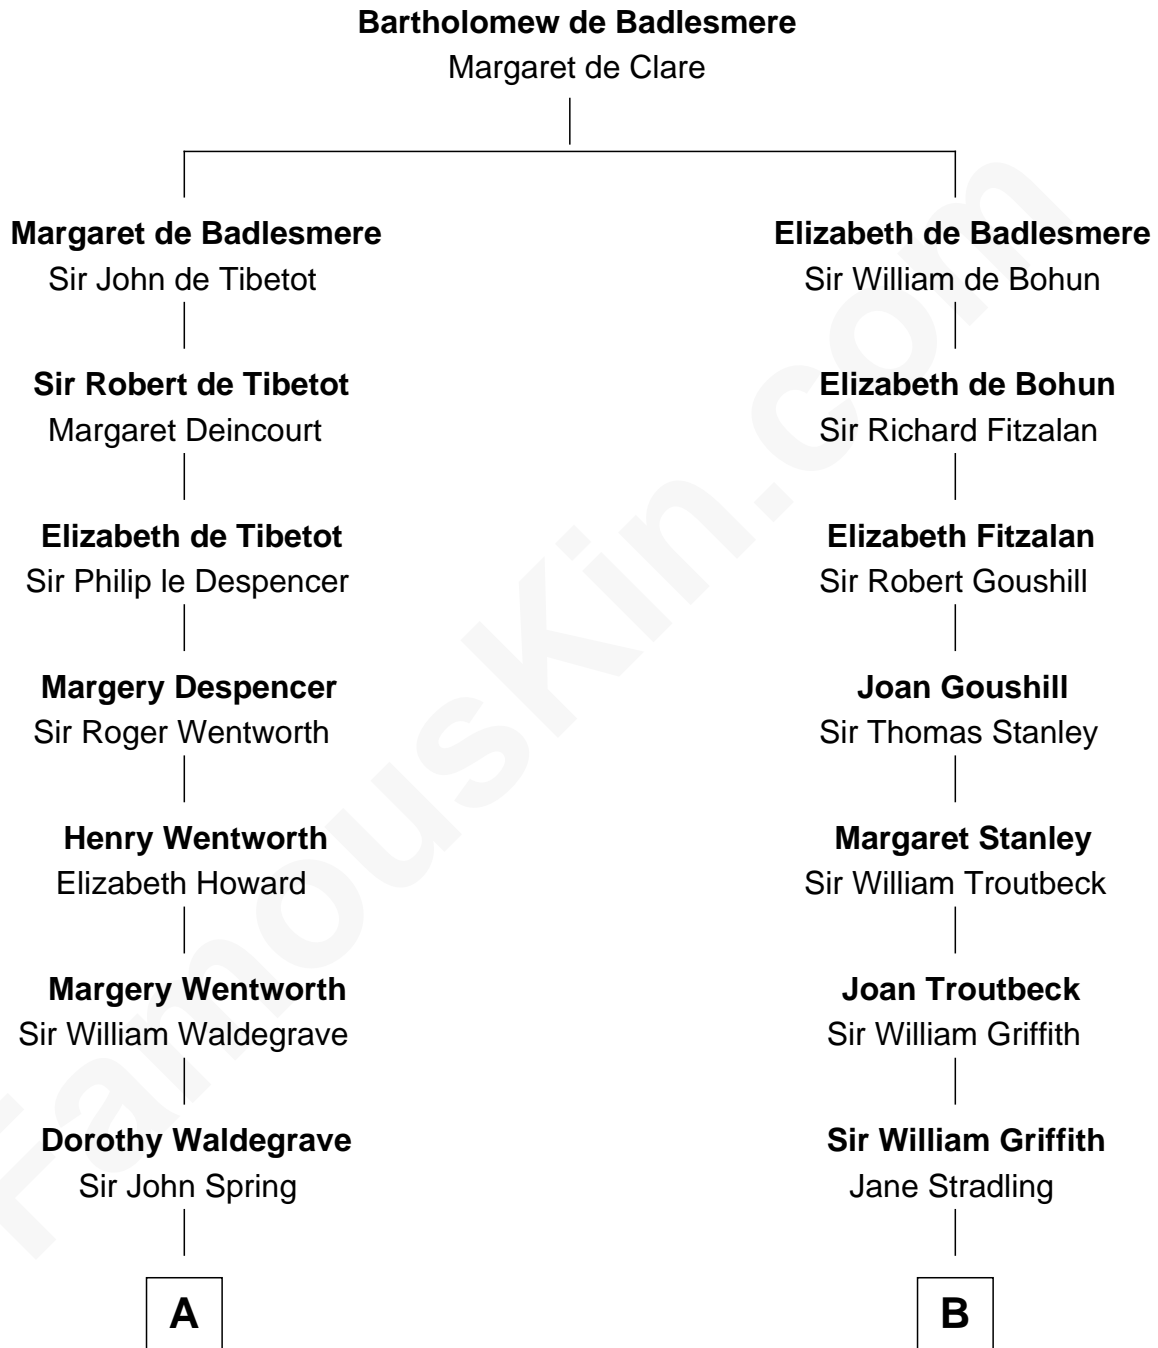 Bartholomew de Badlesmere
Margaret de Clare
Margaret de Badlesmere
Sir John de Tibetot
Elizabeth de Badlesmere
Sir William de Bohun
Sir Robert de Tibetot
Margaret Deincourt
Elizabeth de Bohun
Sir Richard Fitzalan
Elizabeth de Tibetot
Sir Philip le Despencer
Elizabeth Fitzalan
Sir Robert Goushill
Margery Despencer
Sir Roger Wentworth
Joan Goushill
Sir Thomas Stanley
Henry Wentworth
Elizabeth Howard
Margaret Stanley
Sir William Troutbeck
Margery Wentworth
Sir William Waldegrave
Joan Troutbeck
Sir William Griffith
Dorothy Waldegrave
Sir John Spring
Sir William Griffith
Jane Stradling
A
B
FamousKin.com